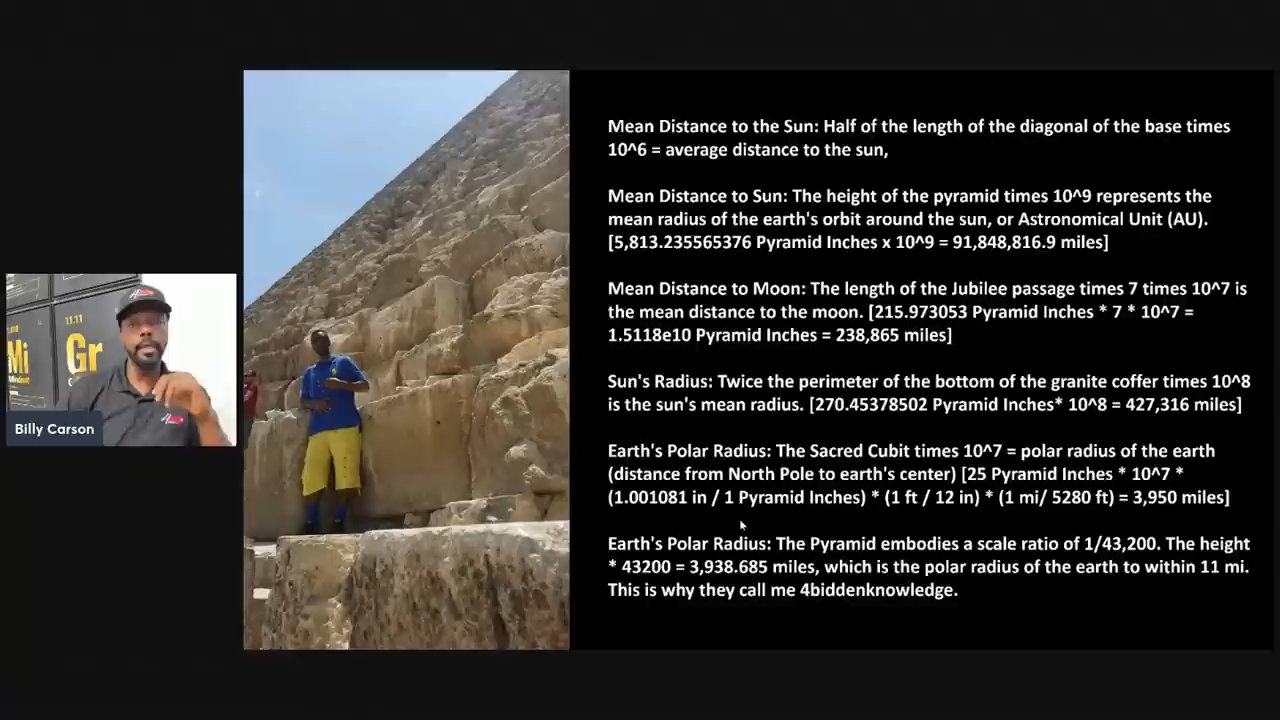 Mean Distance to the Sun: Half of the length of the diagonal of the base times
10^6 = average distance to the sun,
Mean Distance to Sun: The height of the pyramid times 10^9 represents the
mean radius of the earth's orbit around the sun, or Astronomical Unit (AU).
[5,813.235565376 Pyramid Inches x 10^9 = 91,848,816.9 miles]
Mean Distance to Moon: The length of the Jubilee passage times 7 times 10^7 is
the mean distance to the moon. [215.973053 Pyramid Inches * 7 * 10^7 =
1.5118e10 Pyramid Inches = 238,865 miles]
Sun's Radius: Twice the perimeter of the bottom of the granite coffer times 10^8
is the sun's mean radius. [270.45378502 Pyramid Inches* 10^8 = 427,316 miles]
Earth's Polar Radius: The Sacred Cubit times 10^7 = polar radius of the earth
(distance from North Pole to earth's center) [25 Pyramid Inches * 10^7 *
(1.001081 in / 1 Pyramid Inches) * (1 ft / 12 in) * (1 mi/ 5280 ft) = 3,950 miles]
Earth's Polar Radius: The Pyramid embodies a scale ratio of 1/43,200. The height
* 43200 = 3,938.685 miles, which is the polar radius of the earth to within 11 mi.
This is why they call me 4biddenknowledge.
11.11
Mi
Gr
Billy Carson